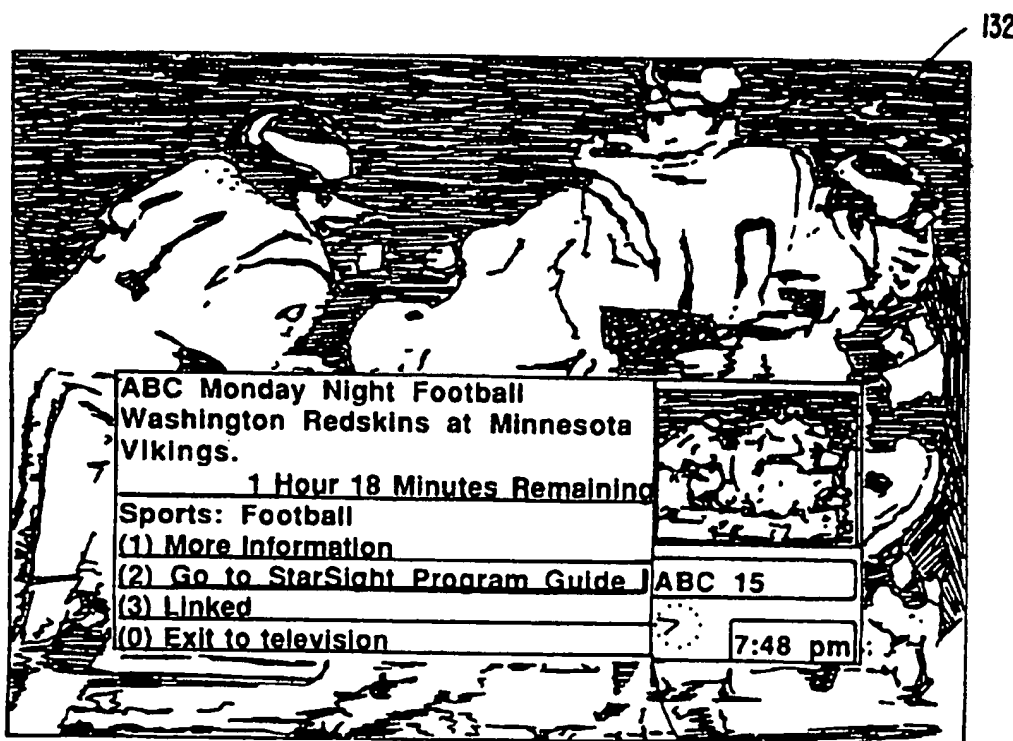 132
ABC Monday Night Football
Washington Redskins at Minnesota
Vikings.
1 Hour 18 Minutes Remaining
Sports: Football
(1) More Information
(2) Go to StarSight Program Guide
ABC 15
(3) Linked
(0) Exit to television
7:48 pm